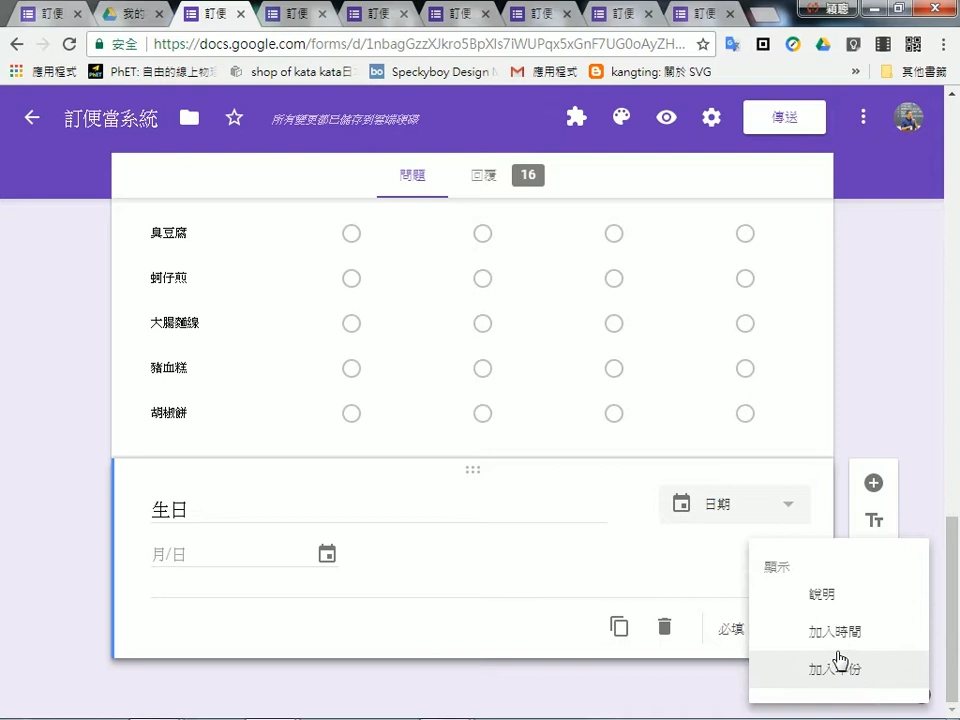 訂便
我的
訂便
訂便
訂便
訂便
訂便
訂便
訂便
穎聰
安全
https://docs.google.com/forms/d/1nbagGzzXJkro5BpXIs7iWUPqx5xGnF7UG0oAyZH...
應用程式
PhET: 自由的線上物理
shop of kata kata日
Speckyboy Design M
應用程式
kangting: 關於 SVG
»
其他書籤
訂便當系統
所有變更都已儲存到雲端硬碟
傳送
問題
回覆
16
臭豆腐
蚵仔煎
大腸麵線
豬血糕
胡椒餅
生日
日期
月/日
必填
顯示
說明
加入時間
加入年份